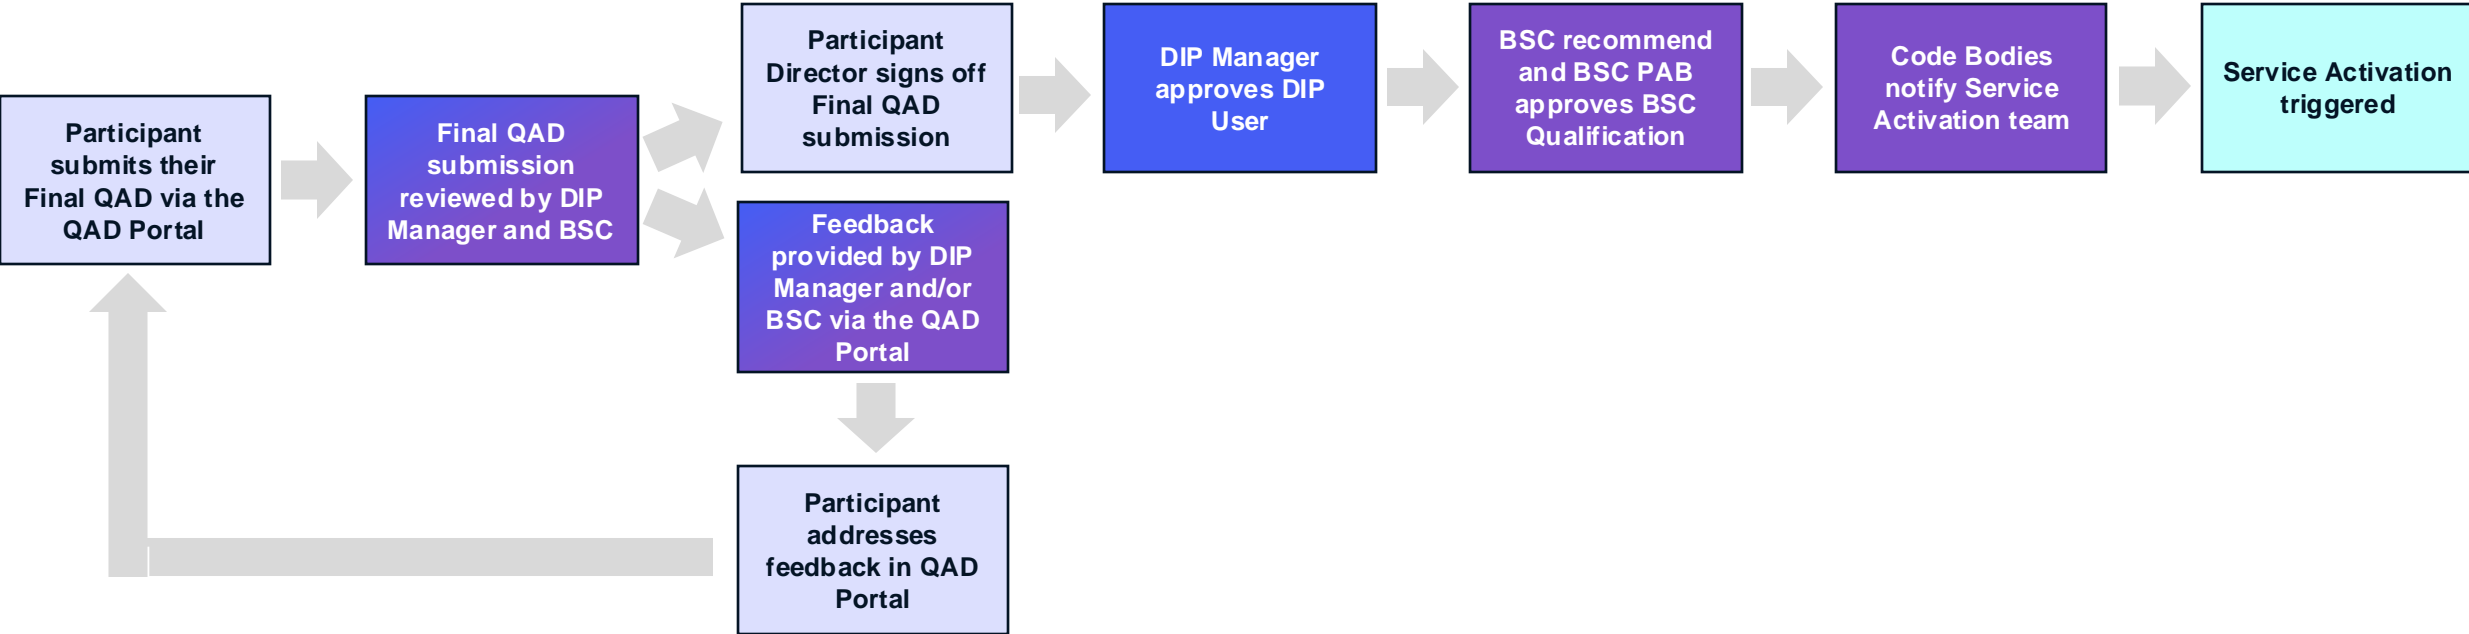 Participant
submits their
Final QAD via the
QAD Portal
Final QAD
submission
reviewed by DIP
Manager and BSC
Participant
Director signs off
Final QAD
submission
DIP Manager
approves DIP
User
BSC recommend
and BSC PAB
approves BSC
Qualification
Code Bodies
notify Service
Activation team
Service Activation
triggered
Feedback
provided by DIP
Manager and/or
BSC via the QAD
Portal
Participant
addresses
feedback in QAD
Portal